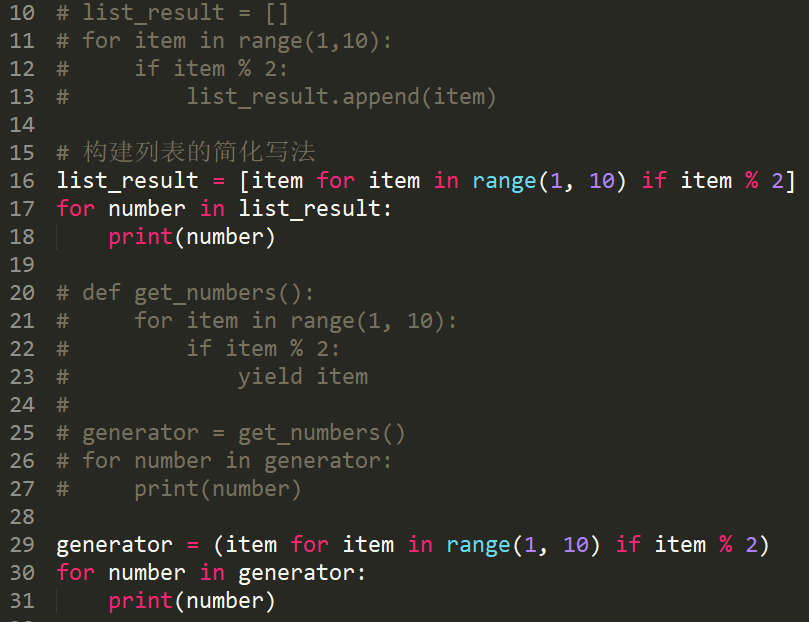 10 # list_result = []
11 # for item in range(1,10):
12 #     if item % 2:
13 #         list_result.append(item)
14
15 # 构建列表的简化写法
16 list_result = [item for item in range(1, 10) if item % 2]
17 for number in list_result:
18     print(number)
19
20 # def get_numbers():
21 #     for item in range(1, 10):
22 #         if item % 2:
23 #             yield item
24 #
25 # generator = get_numbers()
26 # for number in generator:
27 #     print(number)
28
29 generator = (item for item in range(1, 10) if item % 2)
30 for number in generator:
31     print(number)